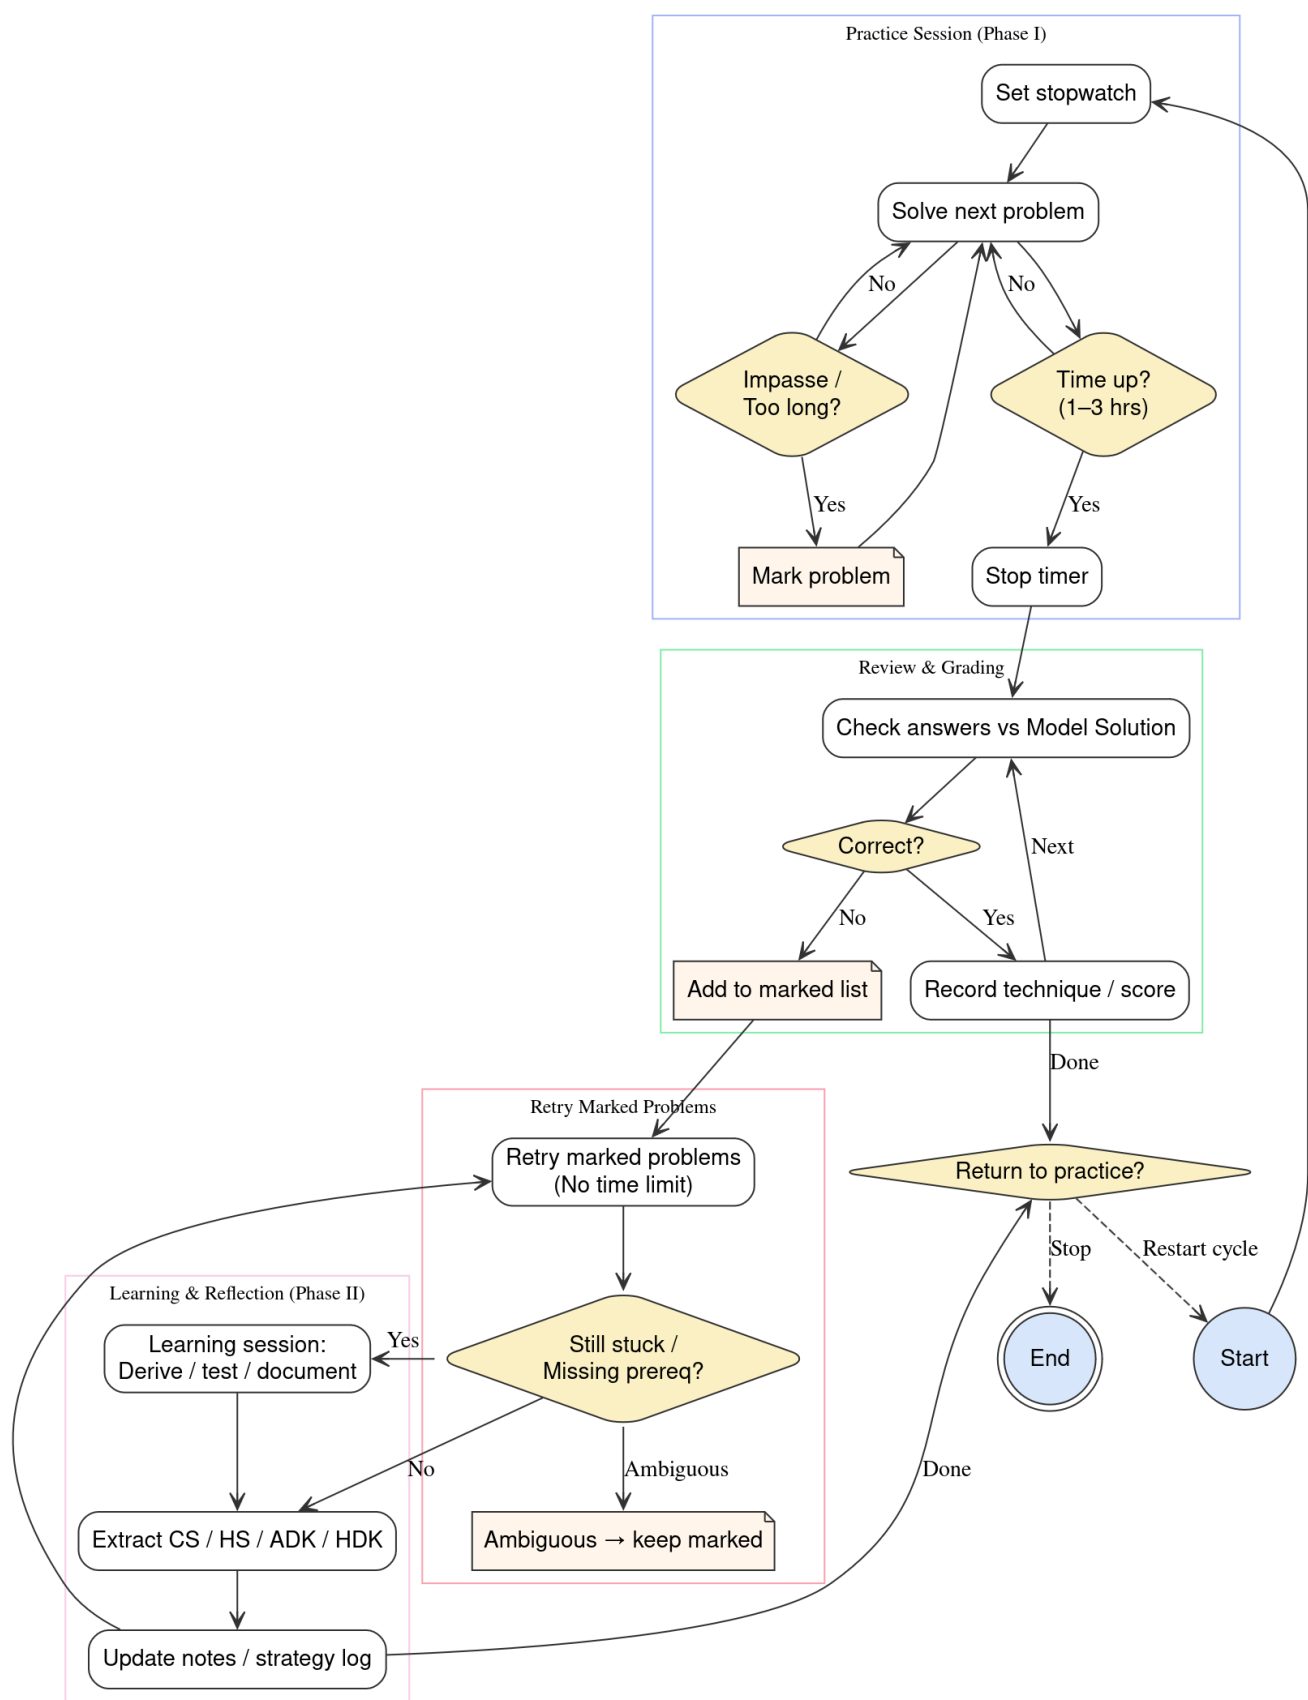 Practice Session (Phase I)
Set stopwatch
Solve next problem
No
No
Impasse /
Too long?
Time up?
(1–3 hrs)
Yes
Yes
Mark problem
Stop timer
Review & Grading
Check answers vs Model Solution
Correct?
Next
No
Yes
Add to marked list
Record technique / score
Done
Retry Marked Problems
Retry marked problems
(No time limit)
Return to practice?
Stop
Restart cycle
Learning & Reflection (Phase II)
Learning session:
Derive / test / document
Yes
Still stuck /
Missing prereq?
End
Start
No
Ambiguous
Done
Extract CS / HS / ADK / HDK
Ambiguous → keep marked
Update notes / strategy log